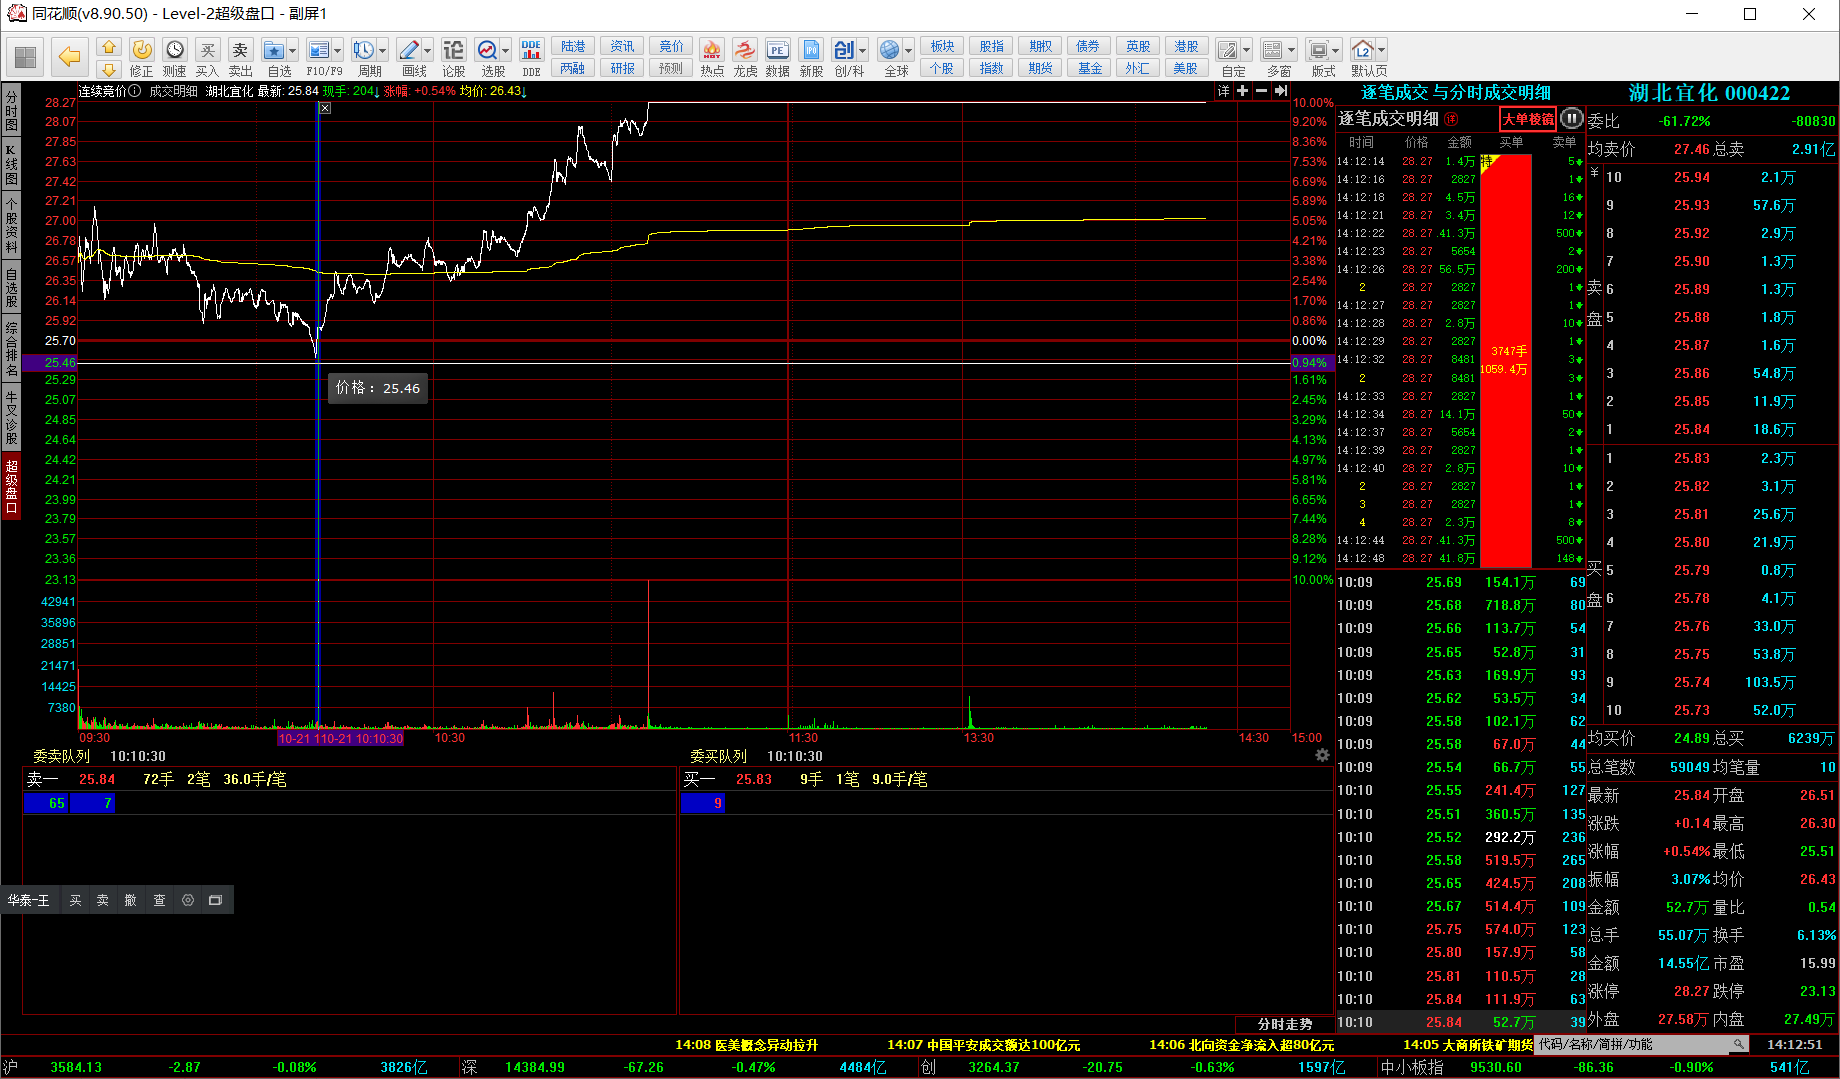 同花顺(v8.90.50) - Level-2超级盘口 - 副屏1
修正 测速 买入 卖出 自选 F10/F9 周期 画线 论股 选股 DDE 陆港 资讯 竞价 热点 龙虎 数据 新股 创/科 全球 板块 股指 期权 债券 英股 港股 自定 多窗 版式 默认页
两融 研报 预测 个股 指数 期货 基金 外汇 美股
分时图
K线图
个股资料
自选股
综合排名
牛叉诊股
超级盘口
连续竞价 成交明细 湖北宜化 最新: 25.84 现手: 204↓ 涨幅: +0.54% 均价: 26.43↓
详
28.27 10.00%
28.07 9.20%
27.85 8.36%
27.63 7.53%
27.42 6.69%
27.21 5.89%
27.00 5.05%
26.78 4.21%
26.57 3.38%
26.35 2.54%
26.14 1.70%
25.92 0.86%
25.70 0.00%
25.46 0.94%
25.29 1.61%
25.07 2.45%
24.85 3.29%
24.64 4.13%
24.42 4.97%
24.21 5.81%
23.99 6.65%
23.79 7.44%
23.57 8.28%
23.36 9.12%
23.13 10.00%
价格： 25.46
42941
35896
28851
21471
14425
7380
09:30 10-21 110-21 10:10:30 10:30 11:30 13:30 14:30 15:00
委卖队列 10:10:30
卖一 25.84 72手 2笔 36.0手/笔
65 7
委买队列 10:10:30
买一 25.83 9手 1笔 9.0手/笔
9
华泰-王 买 卖 撤 查
分时走势
逐笔成交 与分时成交明细
逐笔成交明细 详 大单棱镜
时间 价格 金额 买单 卖单
14:12:14 28.27 1.4万 5
14:12:16 28.27 2827 1
14:12:18 28.27 4.5万 16
14:12:21 28.27 3.4万 12
14:12:22 28.27 41.3万 500
14:12:23 28.27 5654 2
14:12:26 28.27 56.5万 200
2 28.27 2827 1
14:12:27 28.27 2827 1
14:12:28 28.27 2.8万 10
14:12:29 28.27 2827 1
14:12:32 28.27 8481 3
2 28.27 8481 3
14:12:33 28.27 2827 1
14:12:34 28.27 14.1万 50
14:12:37 28.27 5654 2
14:12:39 28.27 2827 1
14:12:40 28.27 2.8万 10
2 28.27 2827 1
3 28.27 2827 1
4 28.27 2.3万 8
14:12:44 28.27 41.3万 500
14:12:48 28.27 41.8万 148
特
3747手
1059.4万
10:09 25.69 154.1万 69
10:09 25.68 718.8万 80
10:09 25.66 113.7万 54
10:09 25.65 52.8万 31
10:09 25.63 169.9万 93
10:09 25.62 53.5万 34
10:09 25.58 102.1万 62
10:09 25.58 67.0万 44
10:09 25.54 66.7万 55
10:10 25.55 241.4万 127
10:10 25.51 360.5万 135
10:10 25.52 292.2万 236
10:10 25.58 519.5万 265
10:10 25.65 424.5万 208
10:10 25.67 514.4万 109
10:10 25.75 574.0万 123
10:10 25.80 157.9万 58
10:10 25.81 110.5万 28
10:10 25.84 111.9万 63
10:10 25.84 52.7万 39
湖北宜化 000422
委比 -61.72% -80830
均卖价 27.46 总卖 2.91亿
¥
卖盘
10 25.94 2.1万
9 25.93 57.6万
8 25.92 2.9万
7 25.90 1.3万
6 25.89 1.3万
5 25.88 1.8万
4 25.87 1.6万
3 25.86 54.8万
2 25.85 11.9万
1 25.84 18.6万
买盘
1 25.83 2.3万
2 25.82 3.1万
3 25.81 25.6万
4 25.80 21.9万
5 25.79 0.8万
6 25.78 4.1万
7 25.76 33.0万
8 25.75 53.8万
9 25.74 103.5万
10 25.73 52.0万
均买价 24.89 总买 6239万
总笔数 59049 均笔量 10
最新 25.84 开盘 26.51
涨跌 +0.14 最高 26.30
涨幅 +0.54% 最低 25.51
振幅 3.07% 均价 26.43
金额 52.7万 量比 0.54
总手 55.07万 换手 6.13%
金额 14.55亿 市盈 15.99
涨停 28.27 跌停 23.13
外盘 27.58万 内盘 27.49万
14:08 医美概念异动拉升 14:07 中国平安成交额达100亿元 14:06 北向资金净流入超80亿元 14:05 大商所铁矿期货 代码/名称/简拼/功能 14:12:51
沪 3584.13 -2.87 -0.08% 3826亿 深 14384.99 -67.26 -0.47% 4484亿 创 3264.37 -20.75 -0.63% 1597亿 中小板指 9530.60 -86.36 -0.90% 541亿